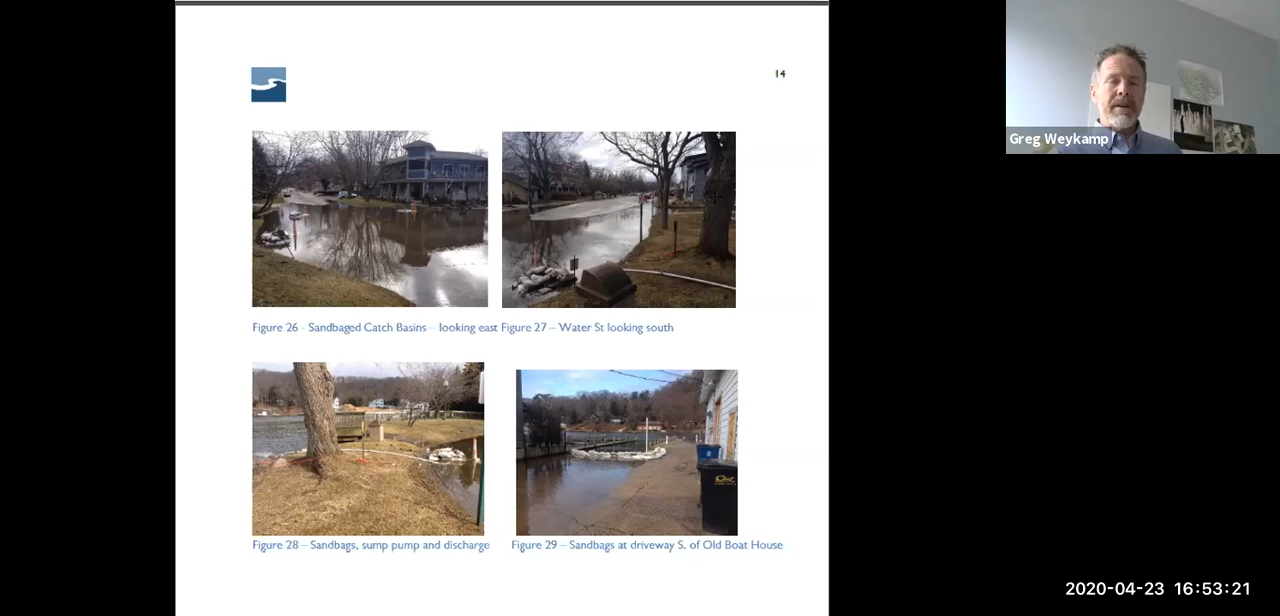 14
Greg Weykamp
Figure 26 - Sandbaged Catch Basins – looking east Figure 27 – Water St looking south
Figure 28 – Sandbags, sump pump and discharge
Figure 29 – Sandbags at driveway S. of Old Boat House
2020-04-23 16:53:21